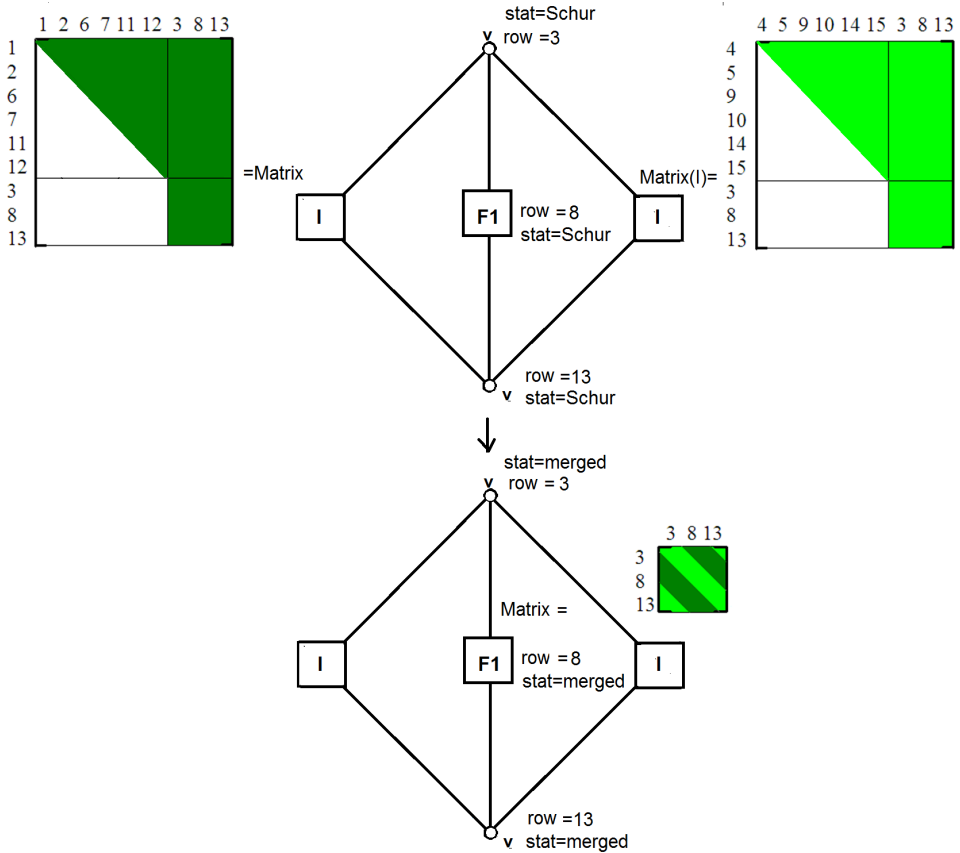 stat=Schur
v row =3
1 2 6 7 11 12 3 8 13
1
2
6
7
11
12
3
8
13
=Matrix
4 5 9 10 14 15 3 8 13
4
5
9
10
14
15
3
8
13
Matrix(I)=
I
F1
row = 8
stat=Schur
I
row =13
v stat=Schur
stat=merged
v row = 3
3 8 13
3
8
13
Matrix =
I
F1
row = 8
stat=merged
I
row =13
v stat=merged